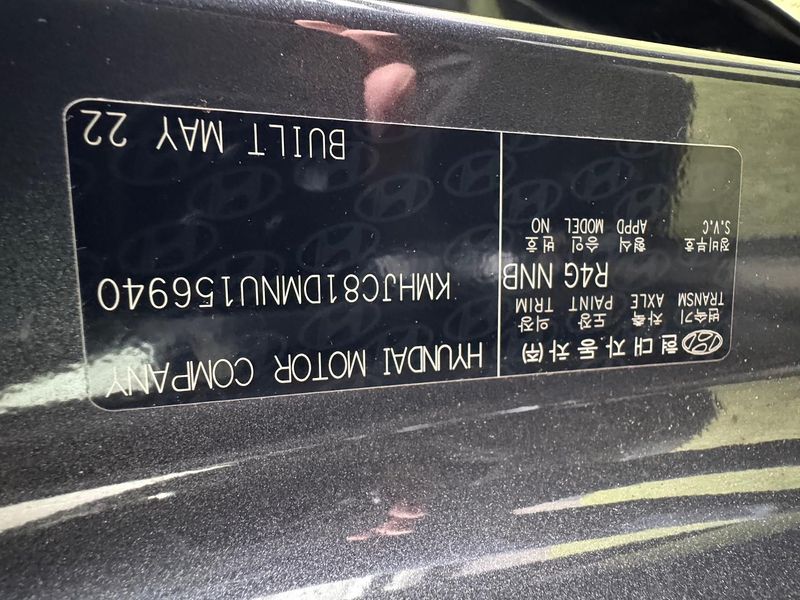 현대자동차(주)
HYUNDAI MOTOR COMPANY
변속기 차축 도장 의장
TRANSM AXLE PAINT TRIM
R4G NNB
KMHJC81DMNU156940
정비부호 형식 승인 번호
S.V.C APPD MODEL NO
BUILT MAY 22